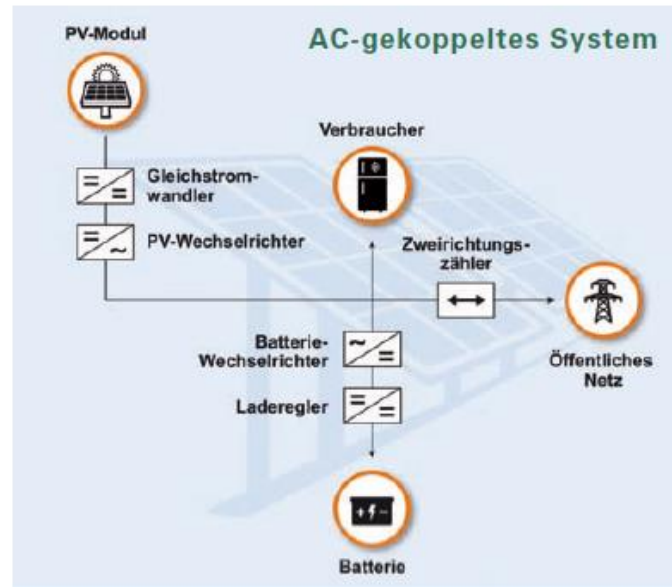 PV-Modul
AC-gekoppeltes System
Verbraucher
Gleichstrom-
wandler
PV-Wechselrichter
Zweirichtungs-
zähler
Batterie-
Wechselrichter
Öffentliches
Netz
Laderegler
Batterie